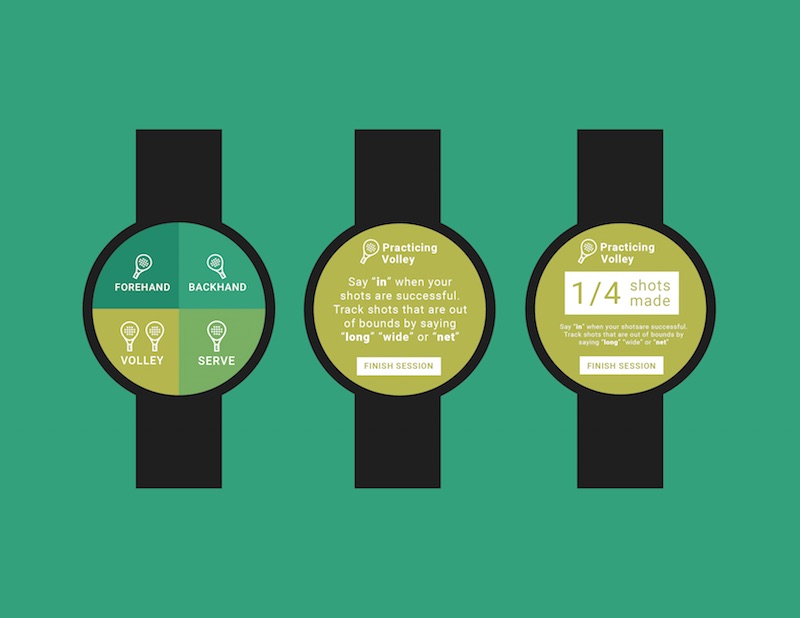 FOREHAND
BACKHAND
VOLLEY
SERVE
Practicing
Volley
Say “in” when your
shots are successful.
Track shots that are out
of bounds by saying
“long” “wide” or “net”
FINISH SESSION
Practicing
Volley
1/4 shots
made
Say “in” when your shotsare successful.
Track shots that are out of bounds by
saying “long” “wide” or “net”
FINISH SESSION